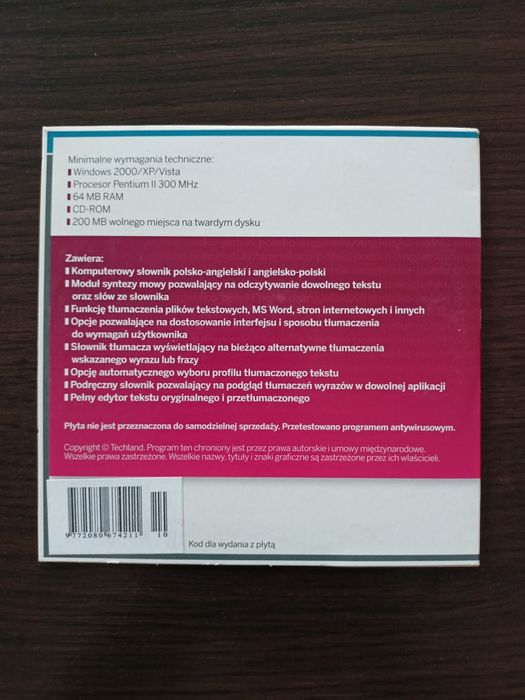 Minimalne wymagania techniczne:
Windows 2000/XP/Vista
Procesor Pentium II 300 MHz
64 MB RAM
CD-ROM
200 MB wolnego miejsca na twardym dysku
Zawiera:
Komputerowy słownik polsko-angielski i angielsko-polski
Moduł syntezy mowy pozwalający na odczytywanie dowolnego tekstu
oraz słów ze słownika
Funkcję tłumaczenia plików tekstowych, MS Word, stron internetowych i innych
Opcje pozwalające na dostosowanie interfejsu i sposobu tłumaczenia
do wymagań użytkownika
Słownik tłumacza wyświetlający na bieżąco alternatywne tłumaczenia
wskazanego wyrazu lub frazy
Opcję automatycznego wyboru profilu tłumaczonego tekstu
Podręczny słownik pozwalający na podgląd tłumaczeń wyrazów w dowolnej aplikacji
Pełny edytor tekstu oryginalnego i przetłumaczonego
Płyta nie jest przeznaczona do samodzielnej sprzedaży. Przetestowano programem antywirusowym.
Copyright © Techland. Program ten chroniony jest przez prawa autorskie i umowy międzynarodowe.
Wszelkie prawa zastrzeżone. Wszelkie nazwy, tytuły i znaki graficzne są zastrzeżone przez ich właścicieli.
9 772080 674211 10
Kod dla wydania z płytą